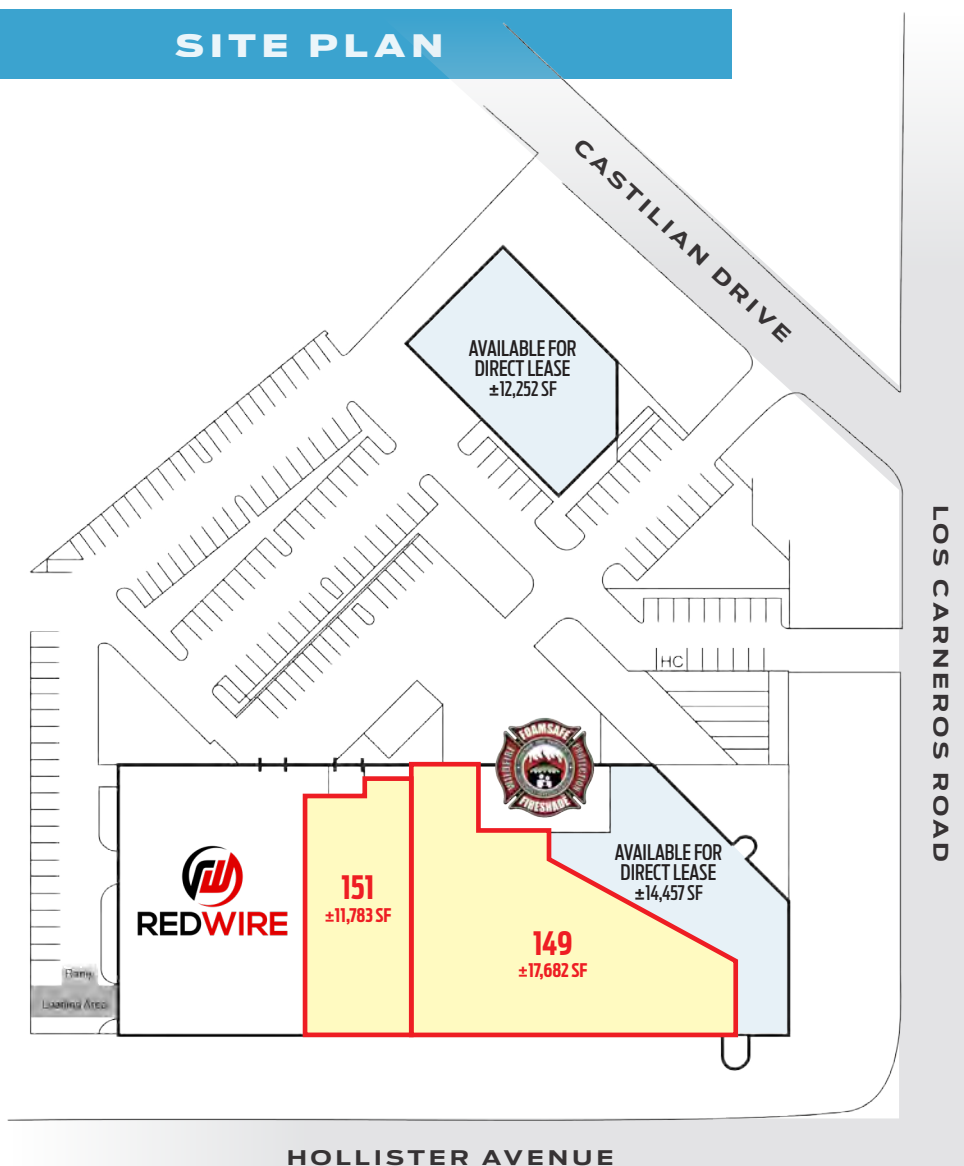 SITE PLAN
CASTILIAN DRIVE
AVAILABLE FOR
DIRECT LEASE
±12,252 SF
LOS CARNEROS ROAD
HC
FOAMSAFE
WILDFIRE
PROTECTION
FIRESHADE
AVAILABLE FOR
DIRECT LEASE
±14,457 SF
REDWIRE
151
±11,783 SF
149
±17,682 SF
Ramp
Loading Area
HOLLISTER AVENUE